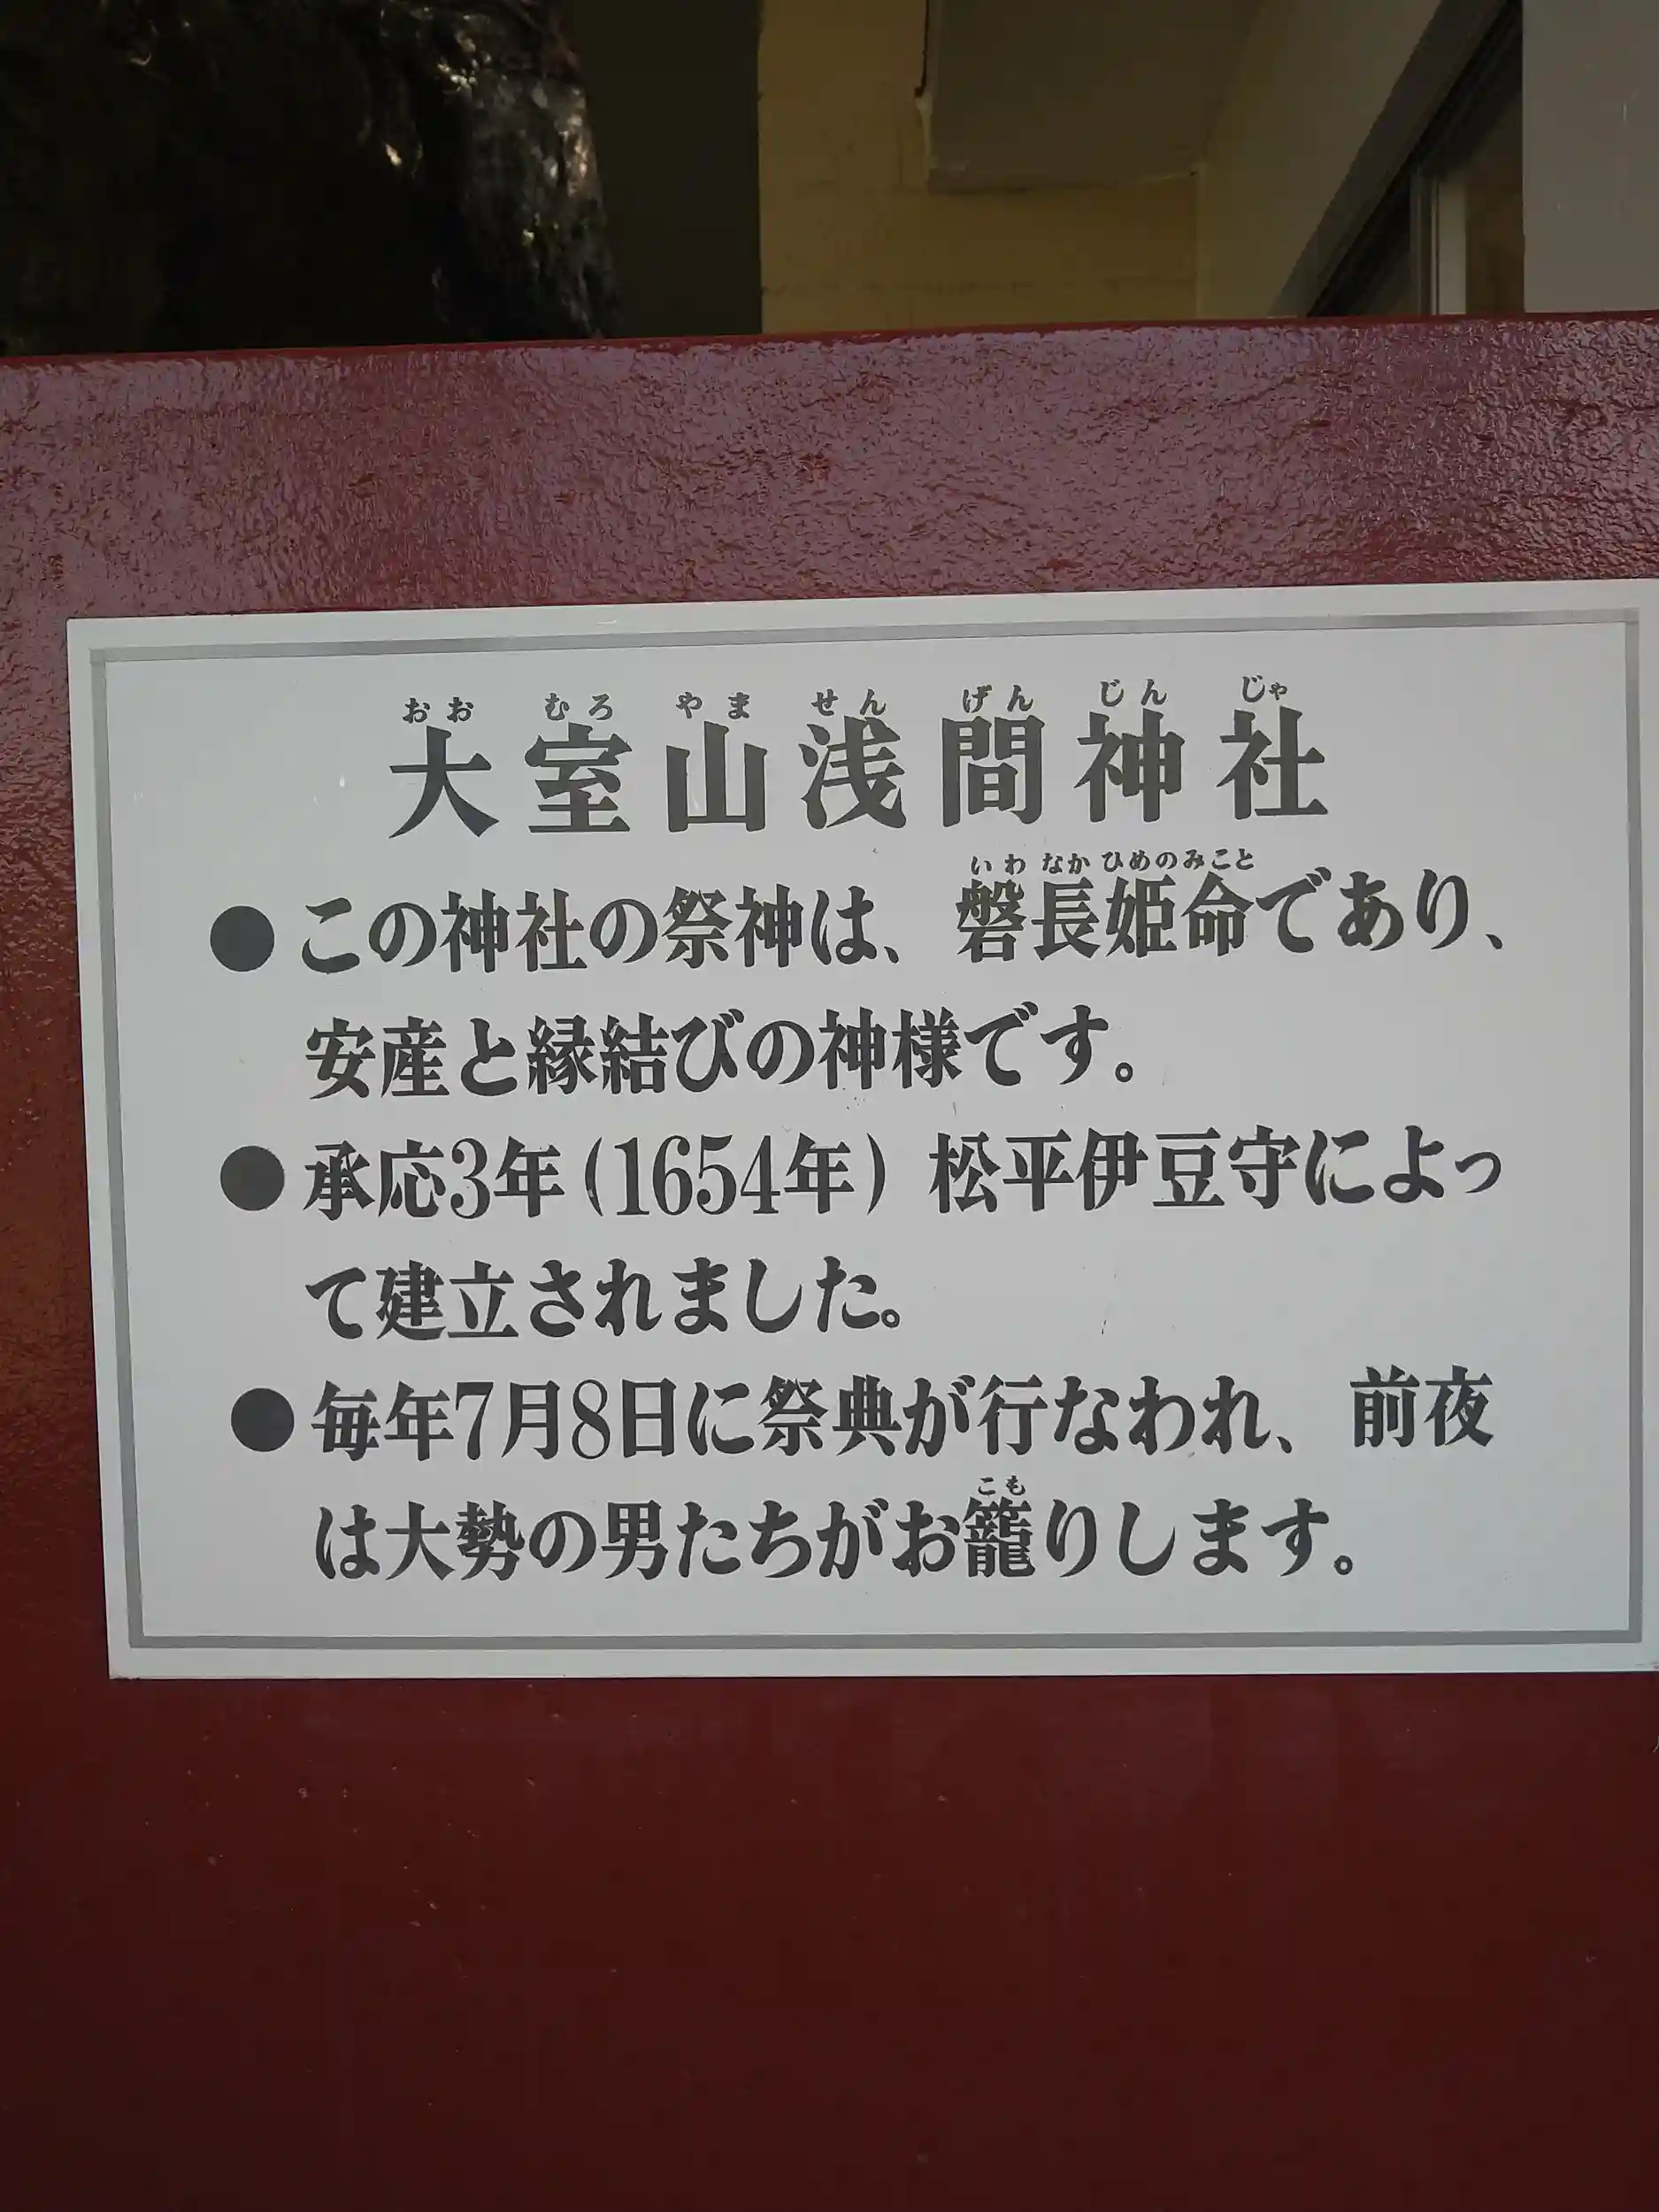 おおむろやませんげんじんじゃ
大室山浅間神社
いわなかひめのみこと
●この神社の祭神は、磐長姫命であり、
安産と縁結びの神様です。
●承応3年(1654年)松平伊豆守によっ
て建立されました。
●毎年7月8日に祭典が行なわれ、前夜
こも
は大勢の男たちがお籠りします。